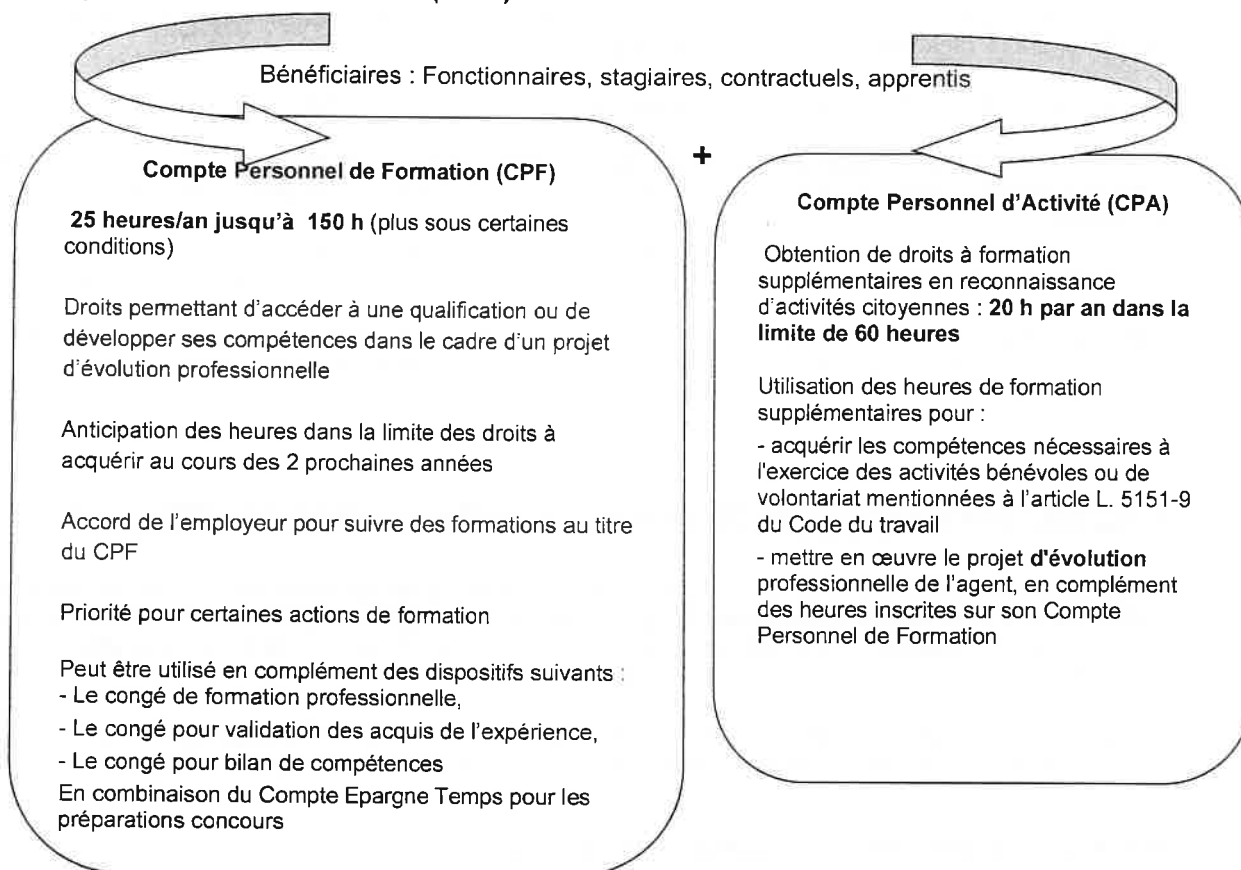 Bénéficiaires : Fonctionnaires, stagiaires, contractuels, apprentis
Compte Personnel de Formation (CPF)
25 heures/an jusqu'à 150 h (plus sous certaines
conditions)
Droits permettant d'accéder à une qualification ou de
développer ses compétences dans le cadre d'un projet
d'évolution professionnelle
Anticipation des heures dans la limite des droits à
acquérir au cours des 2 prochaines années
Accord de l'employeur pour suivre des formations au titre
du CPF
Priorité pour certaines actions de formation
Peut être utilisé en complément des dispositifs suivants :
- Le congé de formation professionnelle,
- Le congé pour validation des acquis de l'expérience,
- Le congé pour bilan de compétences
En combinaison du Compte Epargne Temps pour les
préparations concours
+
Compte Personnel d'Activité (CPA)
Obtention de droits à formation
supplémentaires en reconnaissance
d'activités citoyennes : 20 h par an dans la
limite de 60 heures
Utilisation des heures de formation
supplémentaires pour :
- acquérir les compétences nécessaires à
l'exercice des activités bénévoles ou de
volontariat mentionnées à l'article L. 5151-9
du Code du travail
- mettre en œuvre le projet d'évolution
professionnelle de l'agent, en complément
des heures inscrites sur son Compte
Personnel de Formation